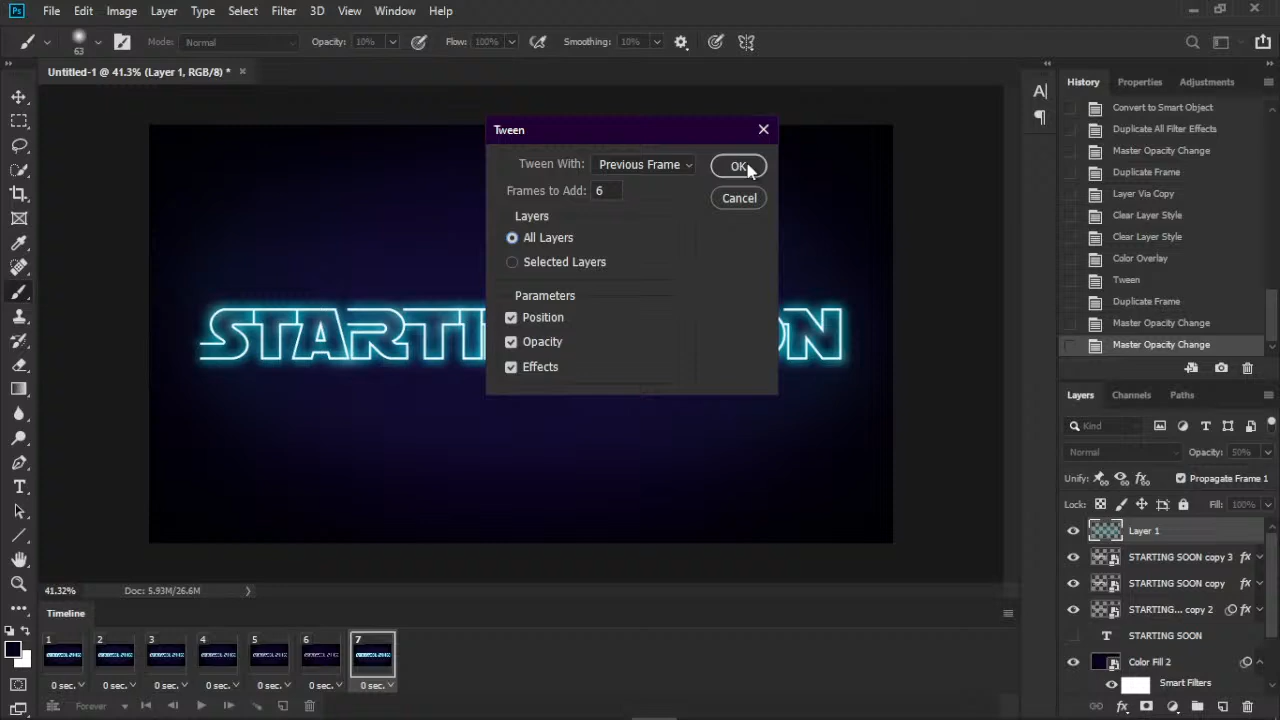 Ps File Edit Image Layer Type Select Filter 3D View Window Help
63 Mode: Normal Opacity: 10% Flow: 100% Smoothing: 10%
Untitled-1 @ 41.3% (Layer 1, RGB/8) *
Tween
Tween With: Previous Frame
Frames to Add: 6
Layers
All Layers
Selected Layers
Parameters
Position
Opacity
Effects
OK
Cancel
History Properties Adjustments
Convert to Smart Object
Duplicate All Filter Effects
Master Opacity Change
Duplicate Frame
Layer Via Copy
Clear Layer Style
Clear Layer Style
Color Overlay
Tween
Duplicate Frame
Master Opacity Change
Master Opacity Change
Layers Channels Paths
Kind
Normal Opacity: 50%
Unify: Propagate Frame 1
Lock: Fill: 100%
Layer 1
STARTING SOON copy 3 fx
STARTING SOON copy fx
STARTING... copy 2 fx
T STARTING SOON
Color Fill 2
Smart Filters
41.32% Doc: 5.93M/26.6M
Timeline
1 2 3 4 5 6 7
0 sec. 0 sec. 0 sec. 0 sec. 0 sec. 0 sec. 0 sec.
Forever